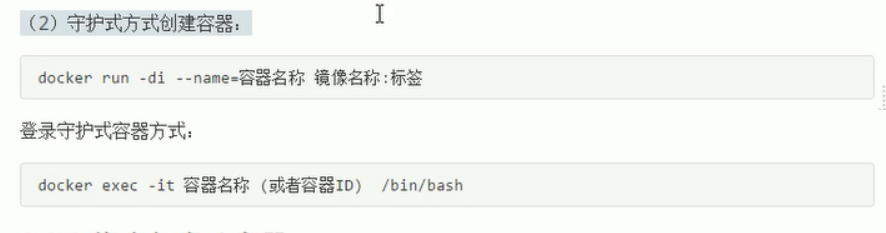 （2）守护式方式创建容器：
docker run -di --name=容器名称 镜像名称:标签
登录守护式容器方式：
docker exec -it 容器名称 (或者容器ID)  /bin/bash